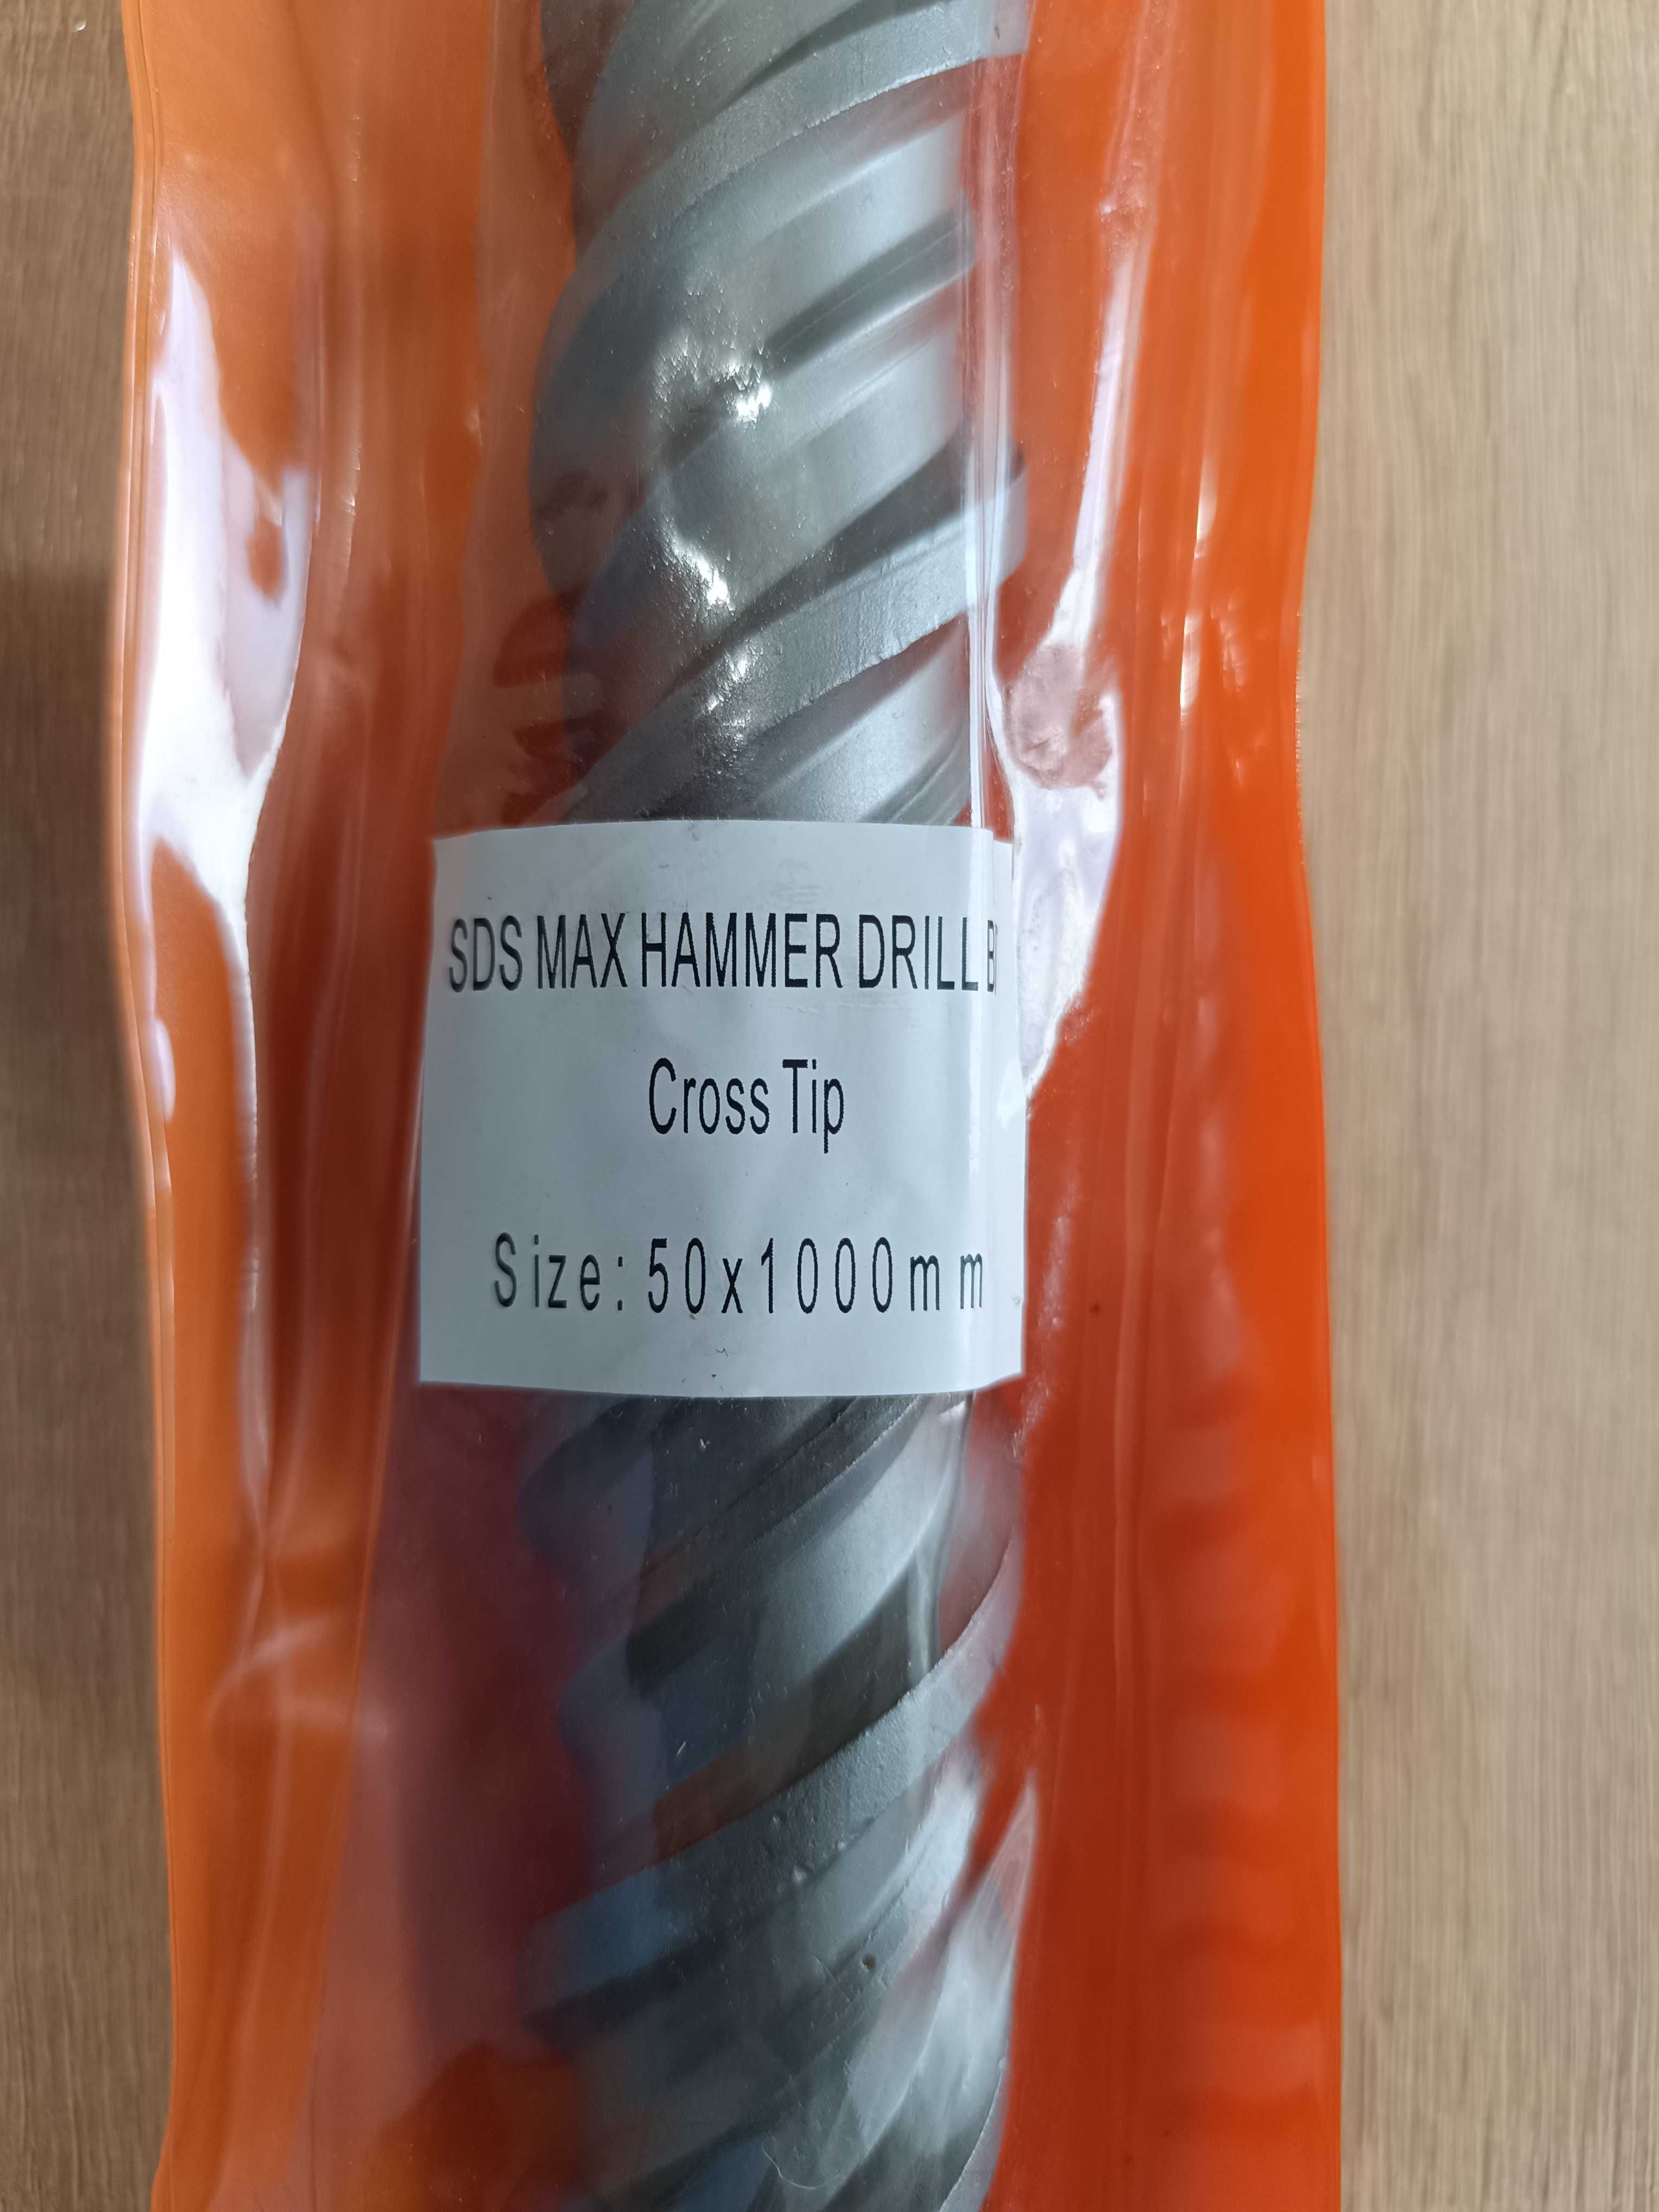 SDS MAX HAMMER DRILL
Cross Tip
Size: 50x1000mm